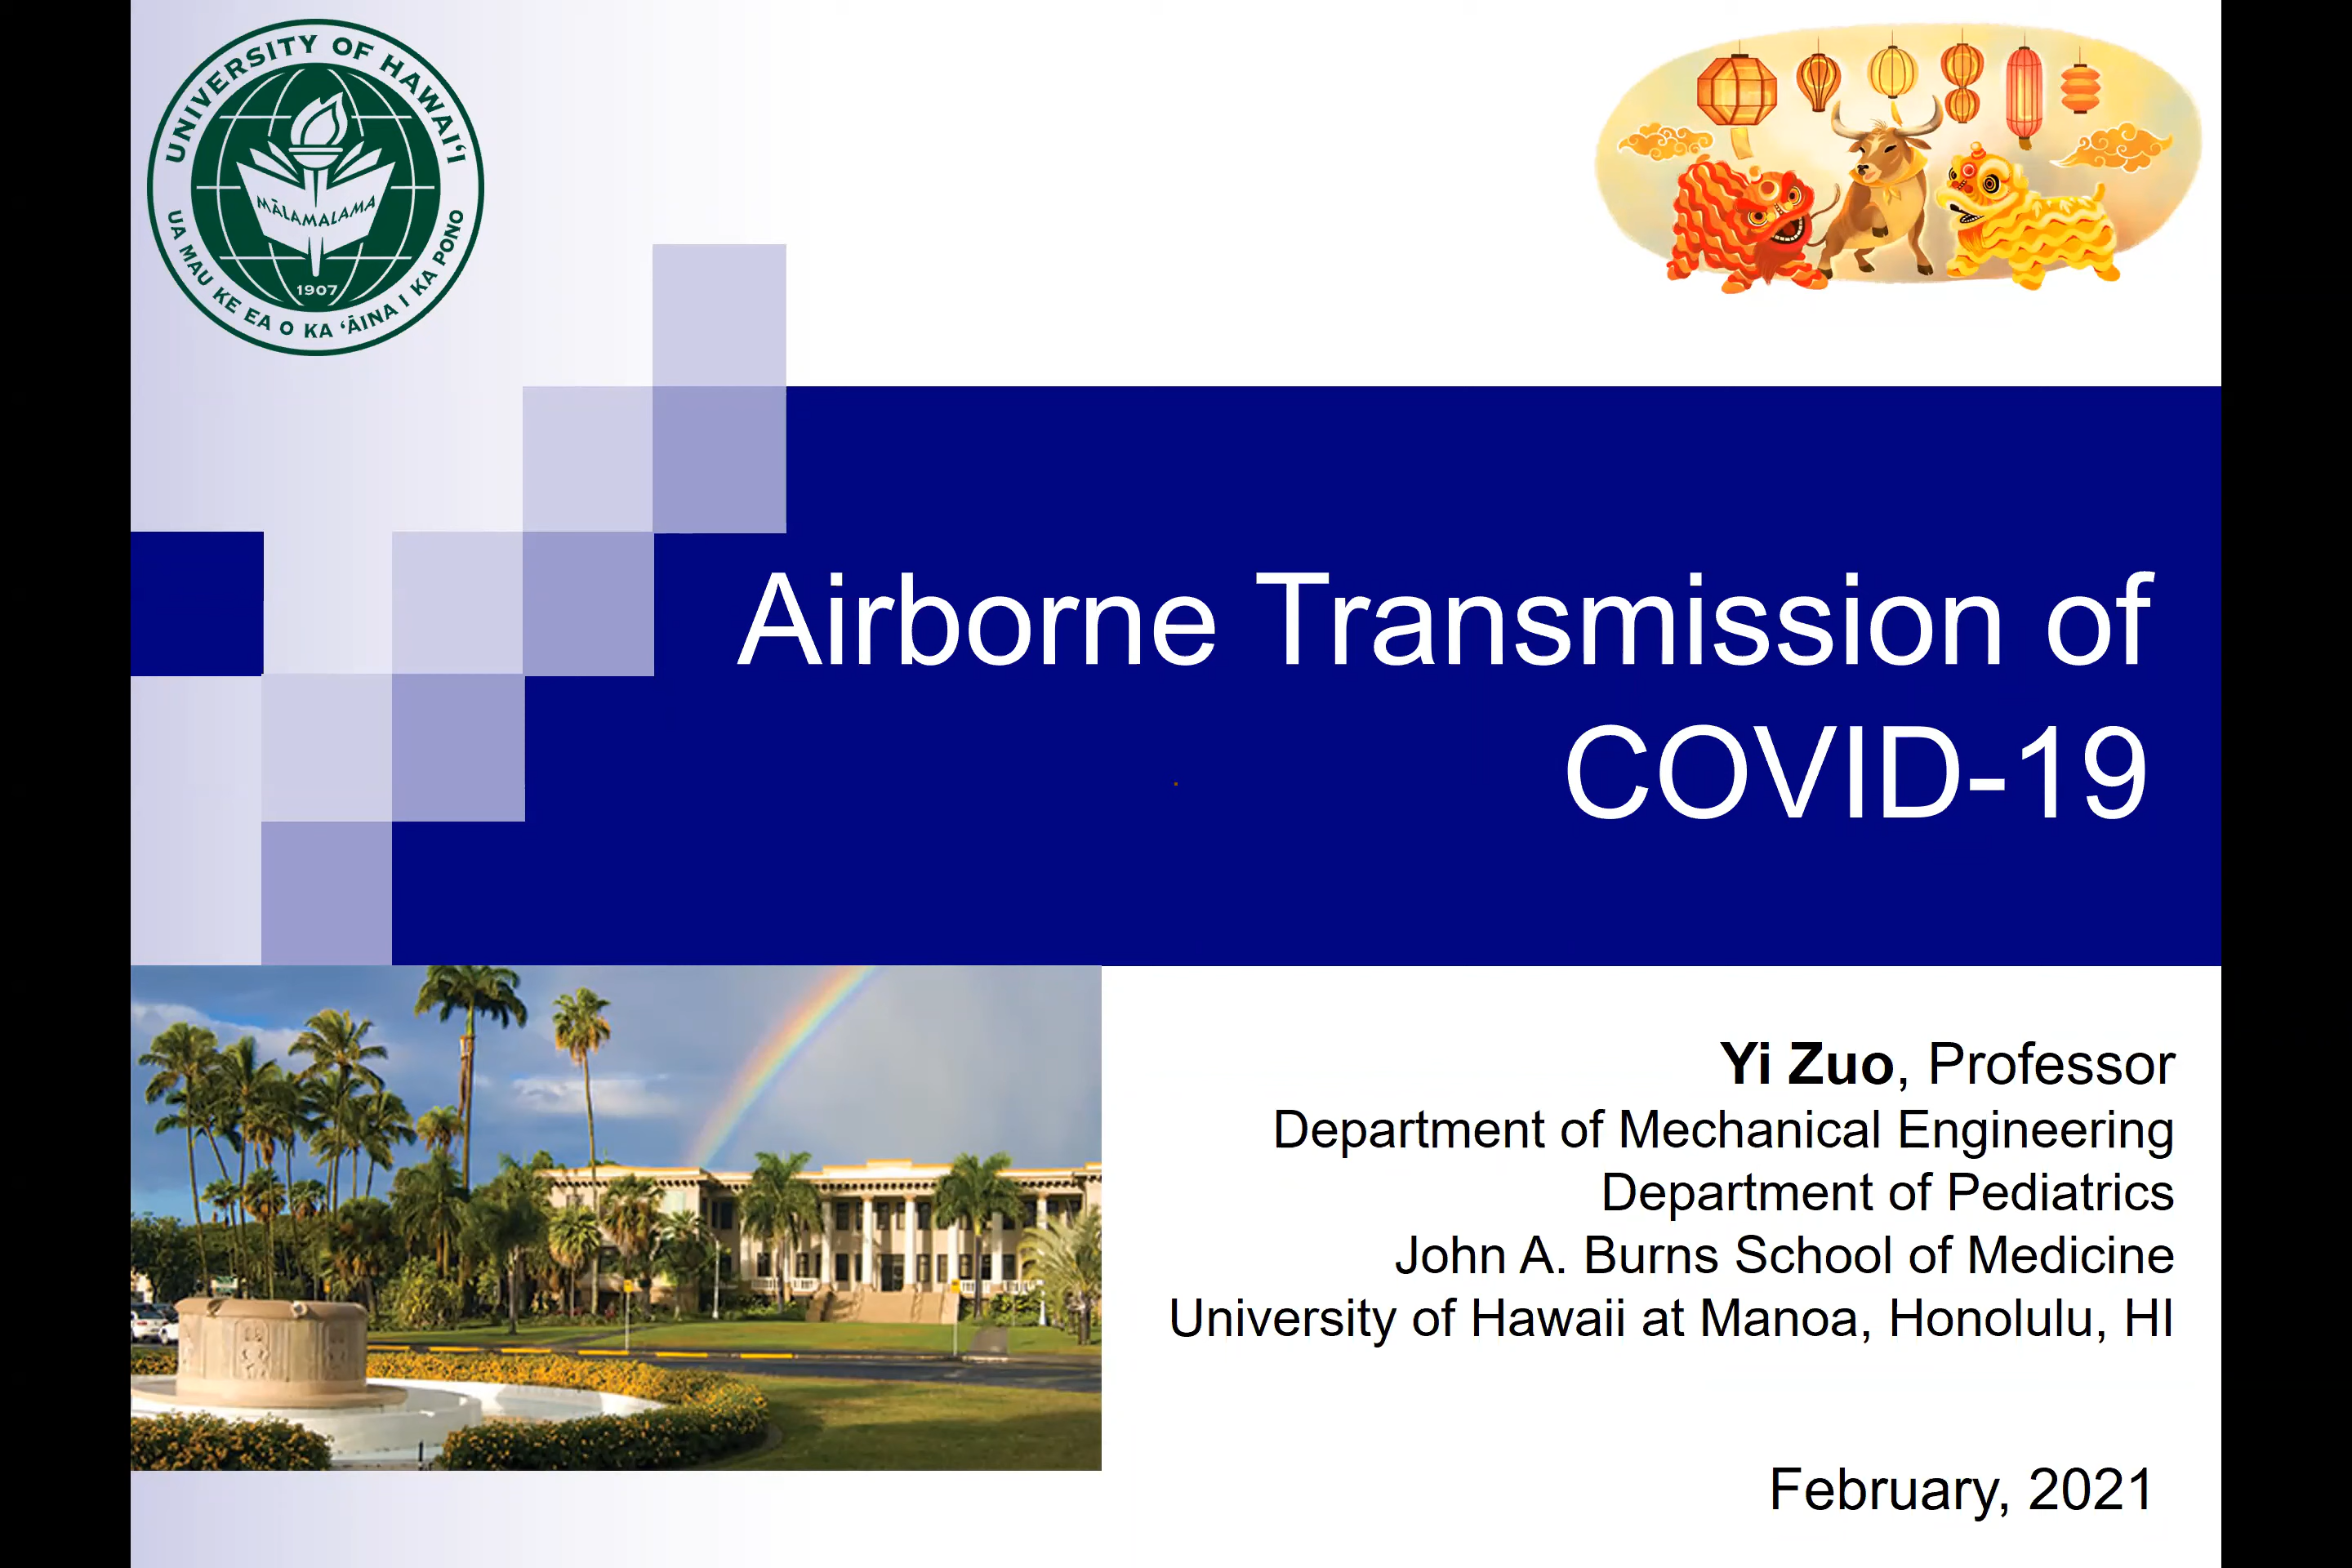 UNIVERSITY OF HAWAIʻI
MĀLAMALAMA
1907
UA MAU KE EA O KA ʻĀINA I KA PONO
Airborne Transmission of
COVID-19
Yi Zuo, Professor
Department of Mechanical Engineering
Department of Pediatrics
John A. Burns School of Medicine
University of Hawaii at Manoa, Honolulu, HI
February, 2021